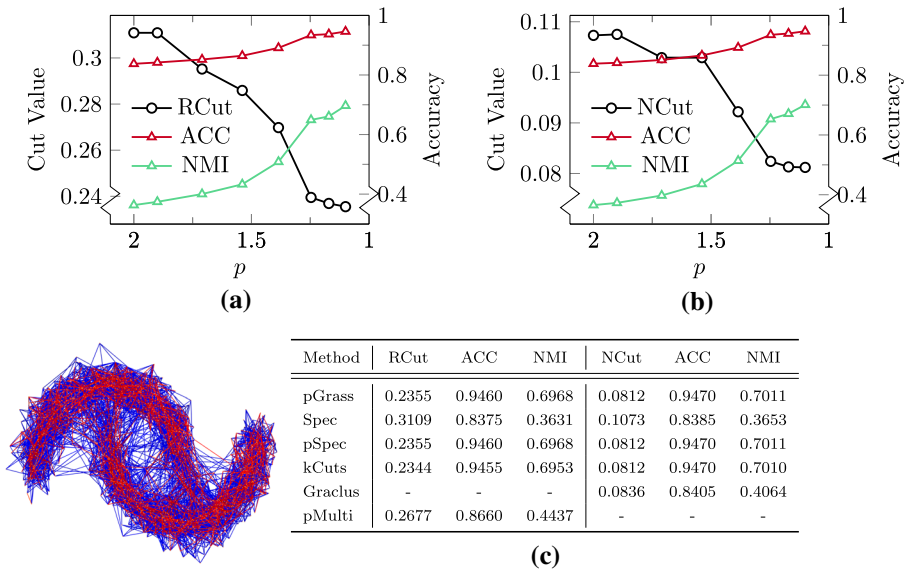 0.3
0.28
0.26
0.24
Cut Value
RCut
ACC
NMI
1
0.8
0.6
0.4
Accuracy
2
1.5
1
p
(a)
0.11
0.1
0.09
0.08
Cut Value
NCut
ACC
NMI
1
0.8
0.6
0.4
Accuracy
2
1.5
1
p
(b)
Method RCut ACC NMI NCut ACC NMI
pGrass 0.2355 0.9460 0.6968 0.0812 0.9470 0.7011
Spec 0.3109 0.8375 0.3631 0.1073 0.8385 0.3653
pSpec 0.2355 0.9460 0.6968 0.0812 0.9470 0.7011
kCuts 0.2344 0.9455 0.6953 0.0812 0.9470 0.7010
Graclus - - - 0.0836 0.8405 0.4064
pMulti 0.2677 0.8660 0.4437 - - -
(c)